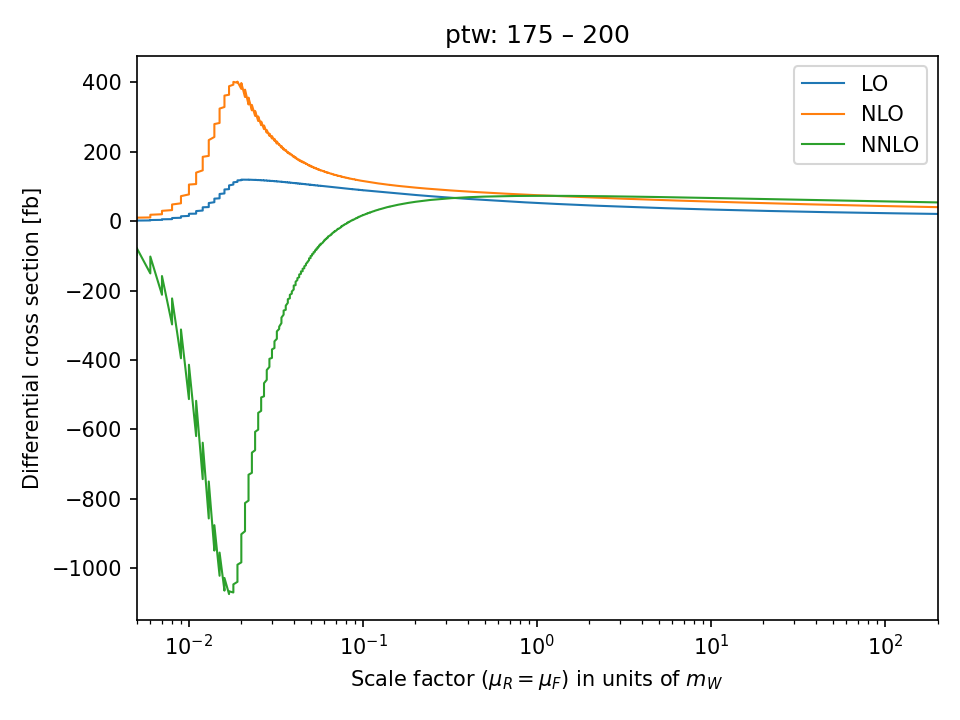 ptw: 175 – 200
Differential cross section [fb]
400
200
0
−200
−400
−600
−800
−1000
LO
NLO
NNLO
10⁻²
10⁻¹
10⁰
10¹
10²
Scale factor (μ_R = μ_F) in units of m_W